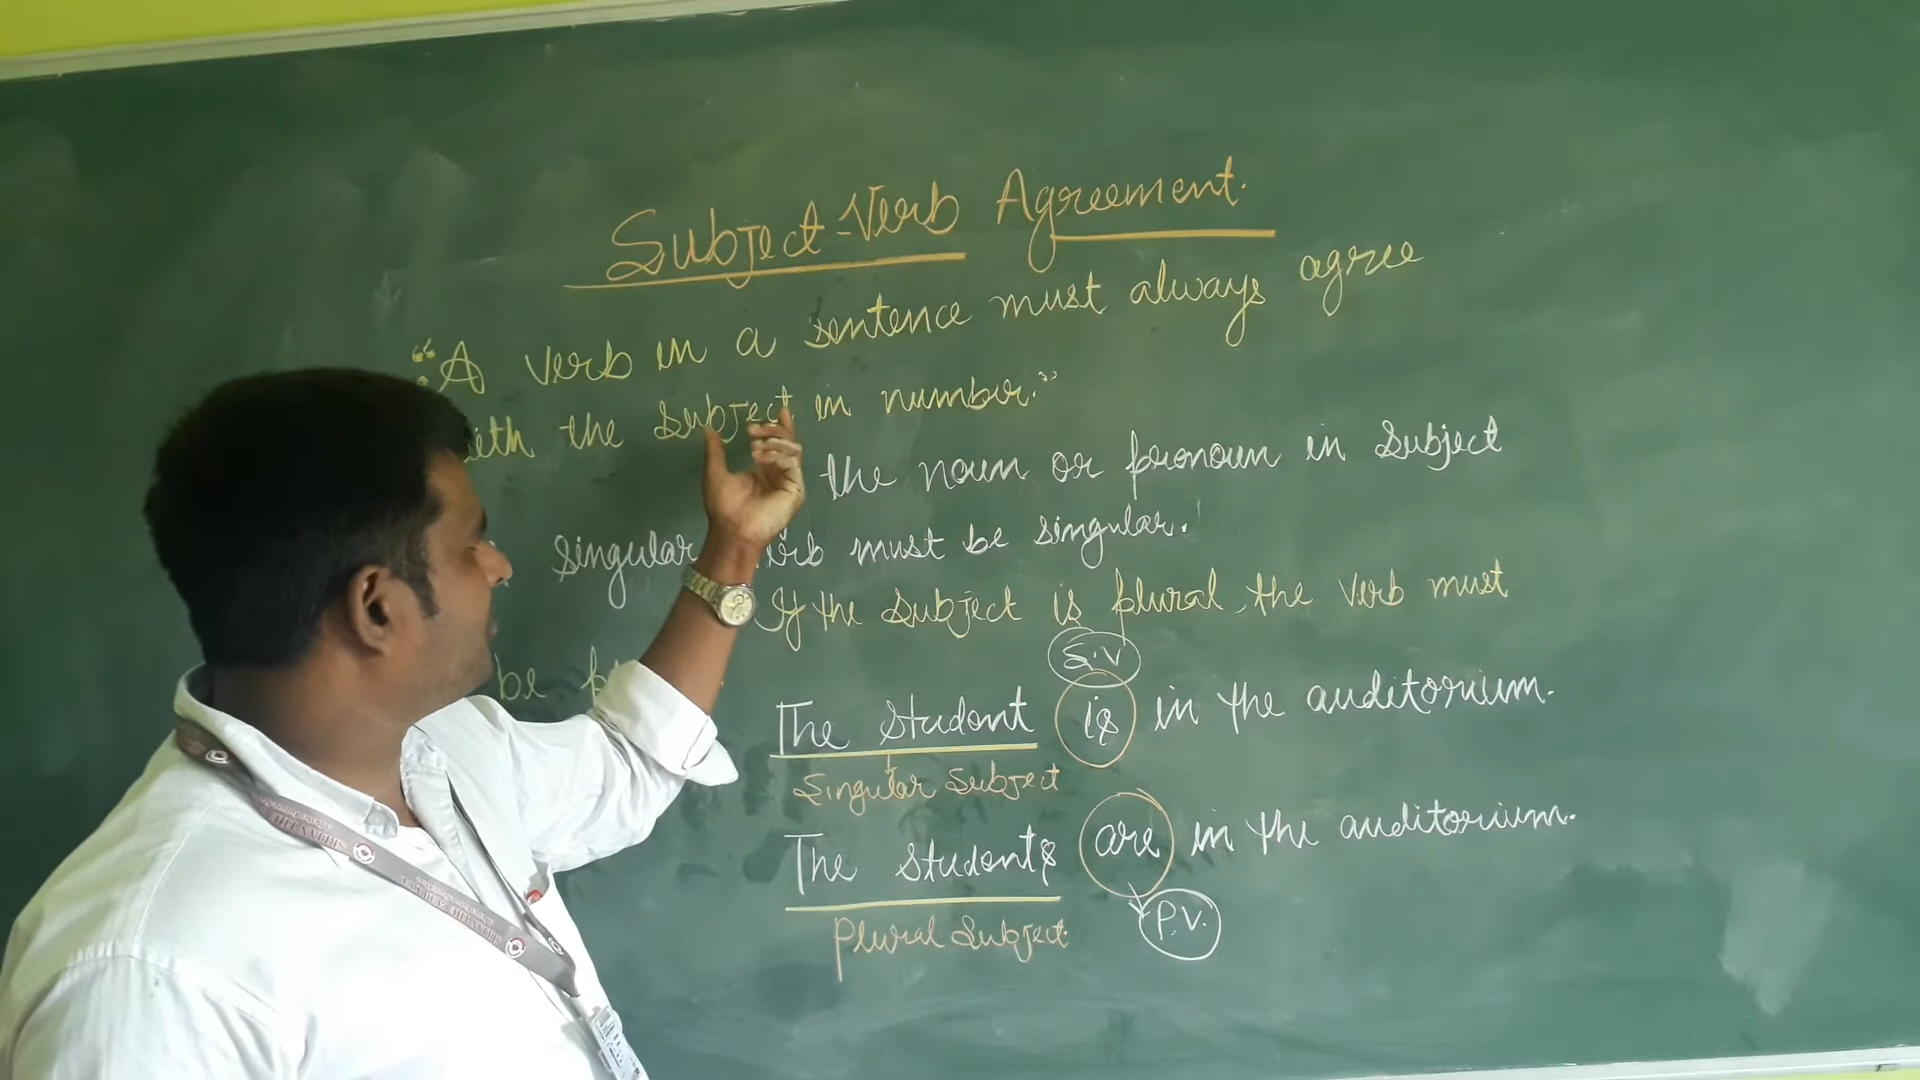 Subject-Verb Agreement.
"A verb in a sentence must always agree
the subject in number."
the noun or pronoun in subject
singular verb must be singular.
If the subject is plural, the verb must
be
S.V
The Student is in the auditorium.
Singular Subject
The Students are in the auditorium.
Plural Subject
P.V.